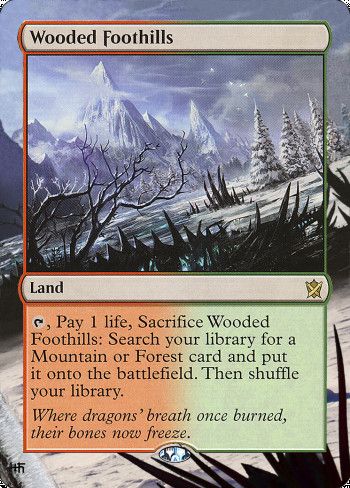 Wooded Foothills
Land
, Pay 1 life, Sacrifice Wooded
Foothills: Search your library for a
Mountain or Forest card and put
it onto the battlefield. Then shuffle
your library.
Where dragons' breath once burned,
their bones now freeze.